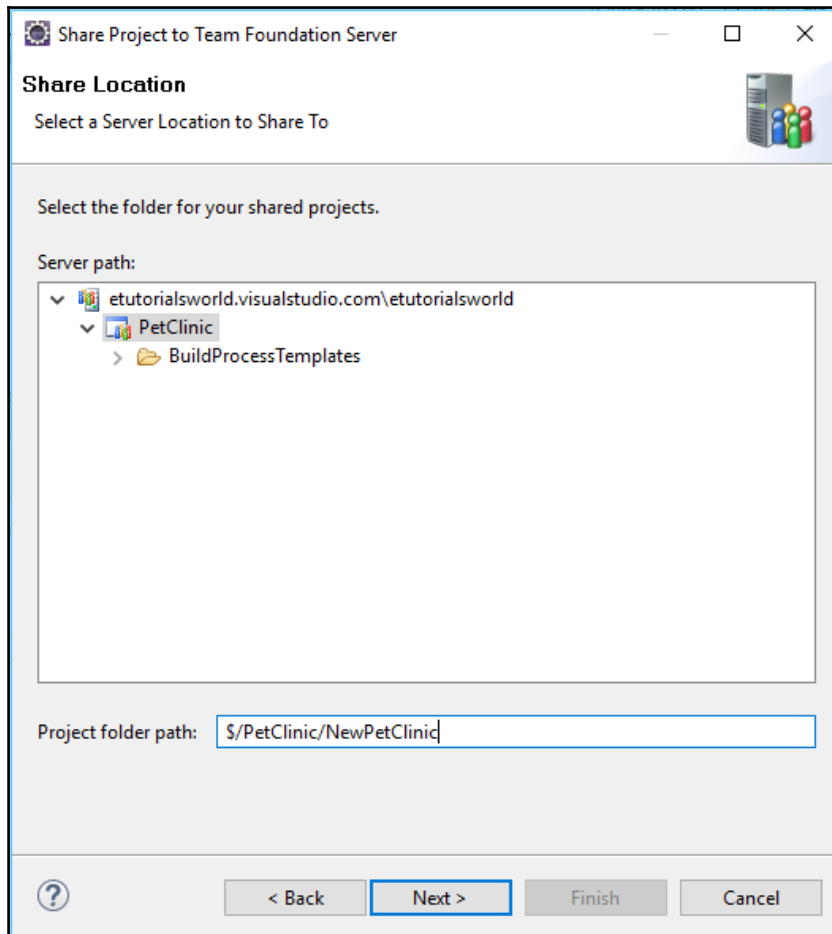 Share Project to Team Foundation Server
Share Location
Select a Server Location to Share To
Select the folder for your shared projects.
Server path:
etutorialsworld.visualstudio.com\etutorialsworld
PetClinic
BuildProcessTemplates
Project folder path: $/PetClinic/NewPetClinic
? < Back Next > Finish Cancel